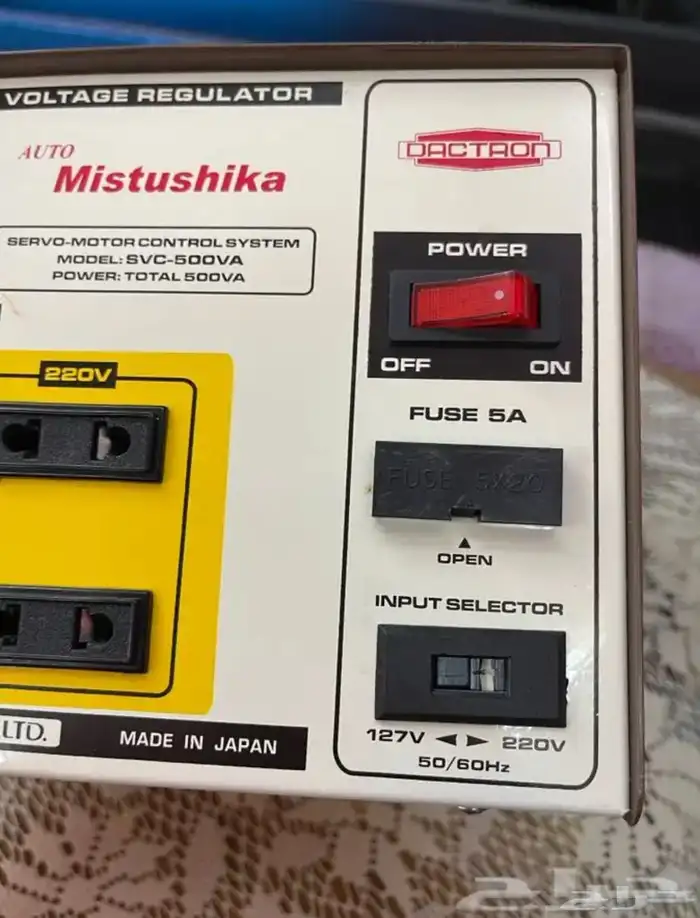 VOLTAGE REGULATOR
AUTO
Mistushika
SERVO-MOTOR CONTROL SYSTEM
MODEL: SVC-500VA
POWER: TOTAL 500VA
220V
LTD.
MADE IN JAPAN
DACTRON
POWER
OFF ON
FUSE 5A
FUSE 5X20
OPEN
INPUT SELECTOR
127V ◄ ► 220V
50/60Hz